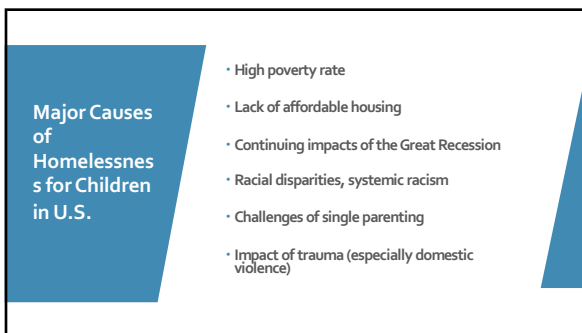 Major Causes
of
Homelessnes
s for Children
in U.S.
• High poverty rate
• Lack of affordable housing
• Continuing impacts of the Great Recession
• Racial disparities, systemic racism
• Challenges of single parenting
• Impact of trauma (especially domestic
violence)